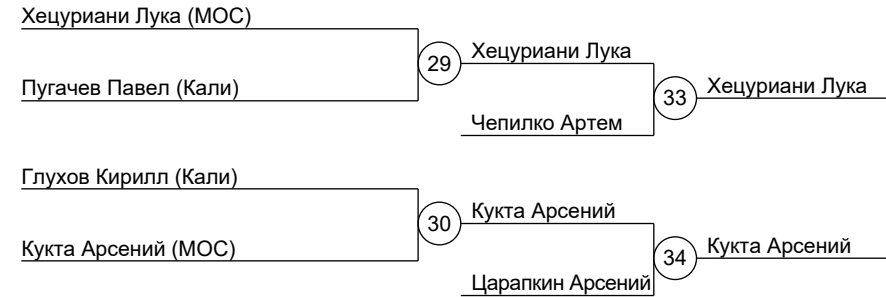 Хецуриани Лука (МОС)
29
Хецуриани Лука
Пугачев Павел (Кали)
33
Хецуриани Лука
Чепилко Артем
Глухов Кирилл (Кали)
30
Кукта Арсений
Кукта Арсений (МОС)
34
Кукта Арсений
Царапкин Арсений